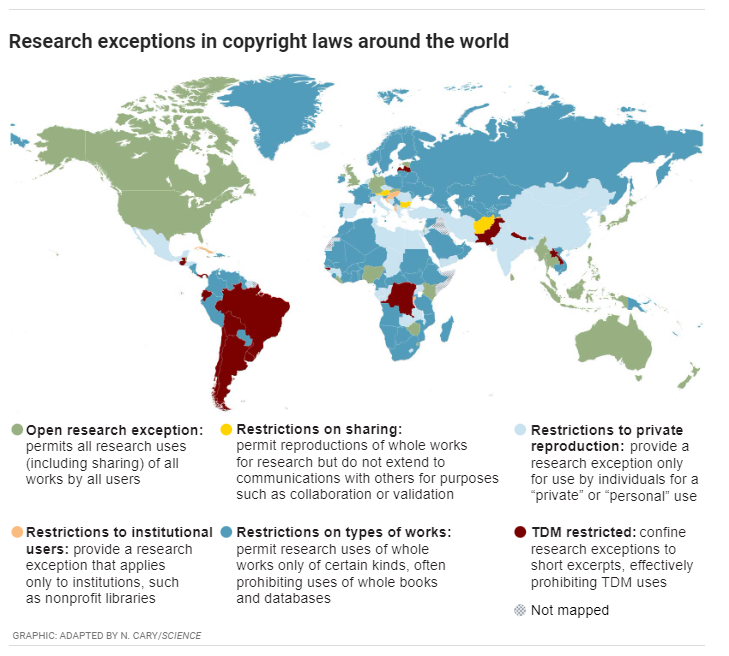 Research exceptions in copyright laws around the world
Open research exception:
permits all research uses
(including sharing) of all
works by all users
Restrictions on sharing:
permit reproductions of whole works
for research but do not extend to
communications with others for purposes
such as collaboration or validation
Restrictions to private
reproduction: provide a
research exception only
for use by individuals for a
“private” or “personal” use
Restrictions to institutional
users: provide a research
exception that applies
only to institutions, such
as nonprofit libraries
Restrictions on types of works:
permit research uses of whole
works only of certain kinds, often
prohibiting uses of whole books
and databases
TDM restricted: confine
research exceptions to
short excerpts, effectively
prohibiting TDM uses
Not mapped
GRAPHIC: ADAPTED BY N. CARY/SCIENCE